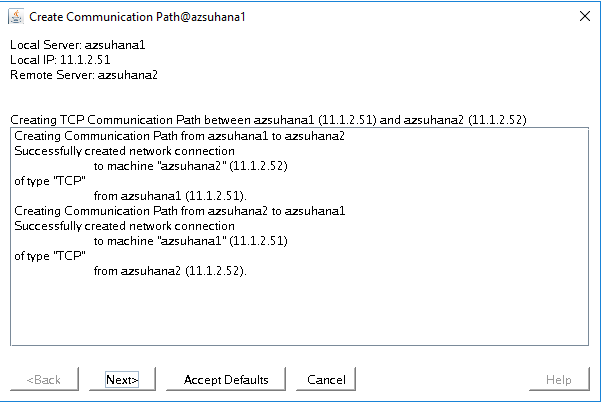 Create Communication Path@azsuhana1
Local Server: azsuhana1
Local IP: 11.1.2.51
Remote Server: azsuhana2
Creating TCP Communication Path between azsuhana1 (11.1.2.51) and azsuhana2 (11.1.2.52)
Creating Communication Path from azsuhana1 to azsuhana2
Successfully created network connection
to machine "azsuhana2" (11.1.2.52)
of type "TCP"
from azsuhana1 (11.1.2.51).
Creating Communication Path from azsuhana2 to azsuhana1
Successfully created network connection
to machine "azsuhana1" (11.1.2.51)
of type "TCP"
from azsuhana2 (11.1.2.52).
<Back Next> Accept Defaults Cancel Help